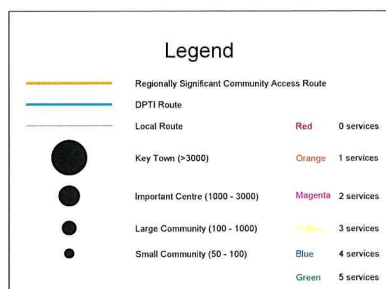 Legend
Regionally Significant Community Access Route
DPTI Route
Local Route Red 0 services
Key Town (>3000) Orange 1 services
Important Centre (1000 - 3000) Magenta 2 services
Large Community (100 - 1000) Yellow 3 services
Small Community (50 - 100) Blue 4 services
Green 5 services